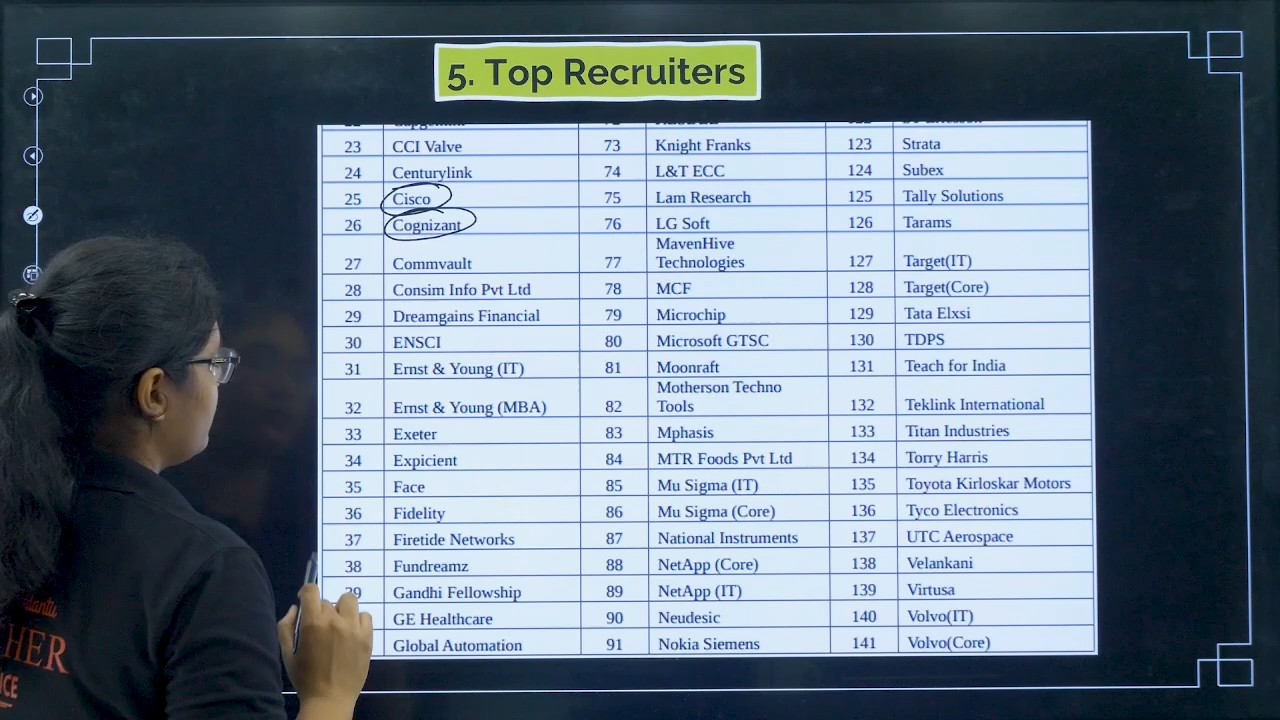 5. Top Recruiters
23 CCI Valve 73 Knight Franks 123 Strata
24 Centurylink 74 L&T ECC 124 Subex
25 Cisco 75 Lam Research 125 Tally Solutions
26 Cognizant 76 LG Soft 126 Tarams
27 Commvault 77 MavenHive Technologies 127 Target(IT)
28 Consim Info Pvt Ltd 78 MCF 128 Target(Core)
29 Dreamgains Financial 79 Microchip 129 Tata Elxsi
30 ENSCI 80 Microsoft GTSC 130 TDPS
31 Ernst & Young (IT) 81 Moonraft 131 Teach for India
32 Ernst & Young (MBA) 82 Motherson Techno Tools 132 Teklink International
33 Exeter 83 Mphasis 133 Titan Industries
34 Expicient 84 MTR Foods Pvt Ltd 134 Torry Harris
35 Face 85 Mu Sigma (IT) 135 Toyota Kirloskar Motors
36 Fidelity 86 Mu Sigma (Core) 136 Tyco Electronics
37 Firetide Networks 87 National Instruments 137 UTC Aerospace
38 Fundreamz 88 NetApp (Core) 138 Velankani
39 Gandhi Fellowship 89 NetApp (IT) 139 Virtusa
GE Healthcare 90 Neudesic 140 Volvo(IT)
Global Automation 91 Nokia Siemens 141 Volvo(Core)